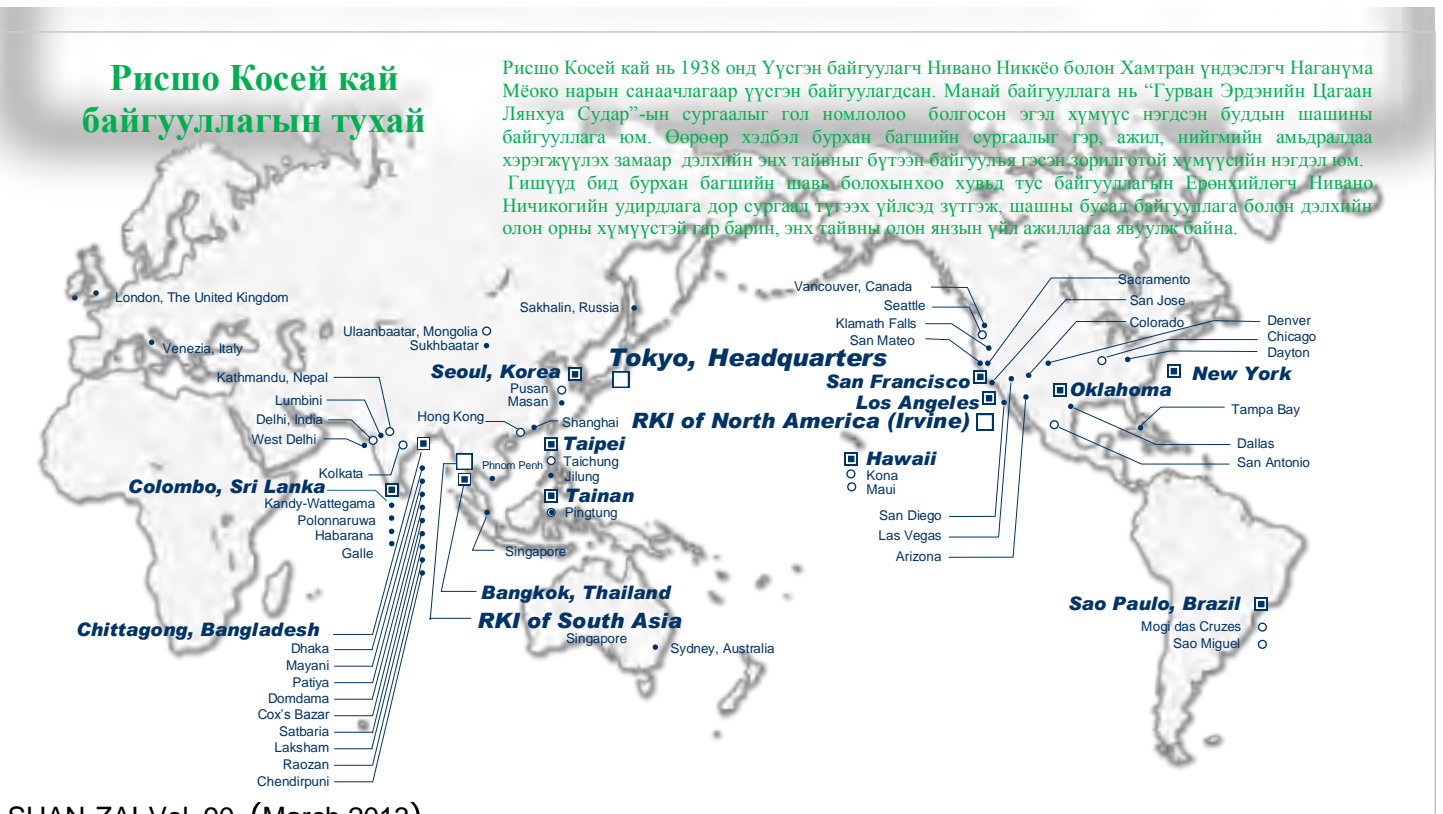 Рисшо Косей кай
байгууллагын тухай
Рисшо Косей кай нь 1938 онд Үүсгэн байгуулагч Нивано Никкёо болон Хамтран үндэслэгч Наганүма
Мёоко нарын санаачлагаар үүсгэн байгуулагдсан. Манай байгууллага нь “Гурван Эрдэнийн Цагаан
Лянхуа Судар”-ын сургаалыг гол номлолоо болгосон эгэл хүмүүс нэгдсэн буддын шашины
байгууллага юм. Өөрөөр хэлбэл бурхан багшийн сургаалыг гэр, ажил, нийгмийн амьдралдаа
хэрэгжүүлэх замаар дэлхийн энх тайвныг бүтээн байгуулья гэсэн зорилготой хүмүүсийн нэгдэл юм.
Гишүүд бид бурхан багшийн шавь болохынхоо хувьд тус байгууллагын Ерөнхийлөгч Нивано
Ничикогийн удирдлага дор сургаал түгээх үйлсэд зүтгэж, шашны бусад байгууллага болон дэлхийн
олон орны хүмүүстэй гар барин, энх тайвны олон янзын үйл ажиллагаа явуулж байна.
London, The United Kingdom
Venezia, Italy
Sakhalin, Russia
Ulaanbaatar, Mongolia
Sukhbaatar
Kathmandu, Nepal
Lumbini
Delhi, India
West Delhi
Kolkata
Seoul, Korea
Pusan
Masan
Tokyo, Headquarters
Hong Kong
Shanghai
Taipei
Taichung
Jilung
Tainan
Pingtung
Phnom Penh
Singapore
Colombo, Sri Lanka
Kandy-Wattegama
Polonnaruwa
Habarana
Galle
Bangkok, Thailand
RKI of South Asia
Singapore
Sydney, Australia
Chittagong, Bangladesh
Dhaka
Mayani
Patiya
Domdama
Cox's Bazar
Satbaria
Laksham
Raozan
Chendirpuni
Vancouver, Canada
Seattle
Klamath Falls
San Mateo
San Francisco
Los Angeles
RKI of North America (Irvine)
Sacramento
San Jose
Colorado
Denver
Chicago
Dayton
New York
Oklahoma
Tampa Bay
Dallas
San Antonio
Hawaii
Kona
Maui
San Diego
Las Vegas
Arizona
Sao Paulo, Brazil
Mogi das Cruzes
Sao Miguel